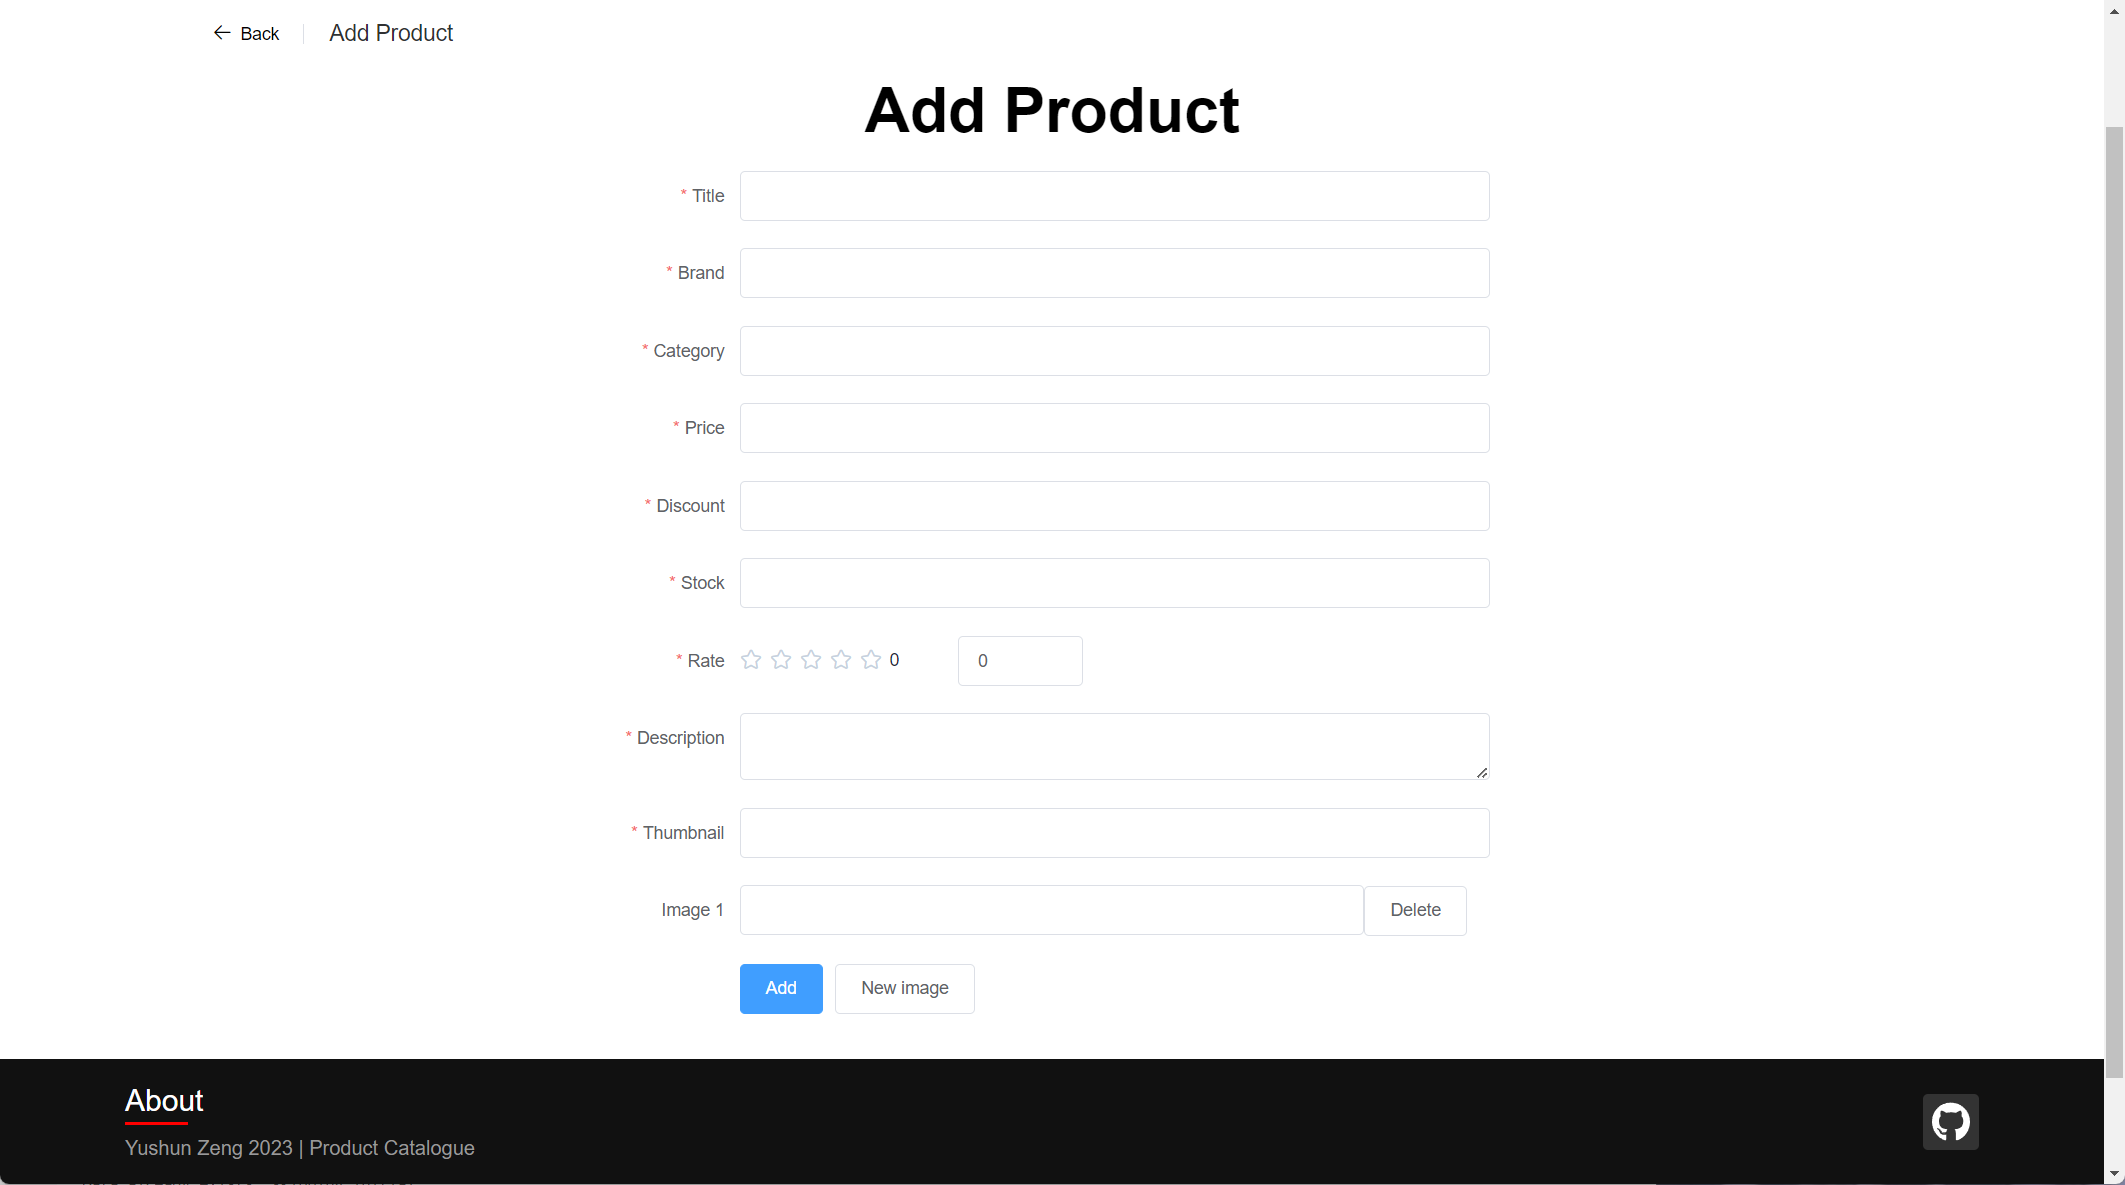 Back
Add Product
Add Product
* Title
* Brand
* Category
* Price
* Discount
* Stock
* Rate 0 0
* Description
* Thumbnail
Image 1 Delete
Add New image
About
Yushun Zeng 2023 | Product Catalogue